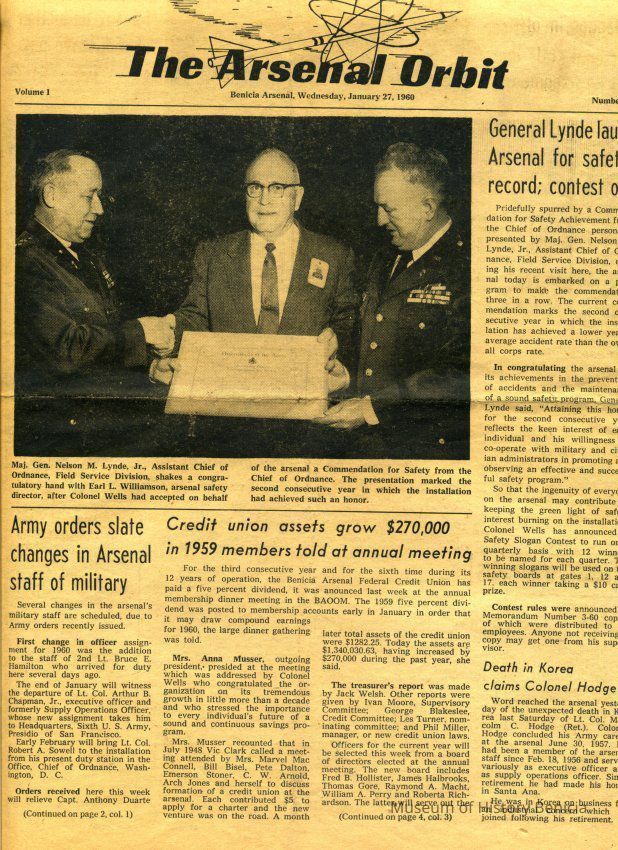 The Arsenal Orbit
Volume 1
Benicia Arsenal, Wednesday, January 27, 1960
Numbe
Maj. Gen. Nelson M. Lynde, Jr., Assistant Chief of
Ordnance, Field Service Division, shakes a congra-
tulatory hand with Earl L. Williamson, arsenal safety
director, after Colonel Wells had accepted on behalf
of the arsenal a Commendation for Safety from the
Chief of Ordnance. The presentation marked the
second consecutive year in which the installation
had achieved such an honor.
Army orders slate
changes in Arsenal
staff of military
Several changes in the arsenal's
military staff are scheduled, due to
Army orders recently issued.
First change in officer assign-
ment for 1960 was the addition
to the staff of 2nd Lt. Bruce E.
Hamilton who arrived for duty
here several days ago.
The end of January will witness
the departure of Lt. Col. Arthur B.
Chapman, Jr., executive officer and
formerly Supply Operations Officer,
whose new assignment takes him
to Headquarters, Sixth U. S. Army,
Presidio of San Francisco.
Early February will bring Lt. Col.
Robert A. Sowell to the installation
from his present duty station in the
Office, Chief of Ordnance, Wash-
ington, D. C.
Orders received here this week
will relieve Capt. Anthony Duarte
(Continued on page 2, col. 1)
Credit union assets grow $270,000
in 1959 members told at annual meeting
For the third consecutive year and for the sixth time during its
12 years of operation, the Benicia Arsenal Federal Credit Union has
paid a five percent dividend, it was anounced last week at the annual
membership dinner meeting in the BAOOM. The 1959 five percent divi-
dend was posted to membership accounts early in January in order that
it may draw compound earnings
for 1960, the large dinner gathering
was told.
Mrs. Anna Musser, outgoing
president, presided at the meeting
which was addressed by Colonel
Wells who congratulated the or-
ganization on its tremendous
growth in little more than a decade
and who stressed the importance
to every individual's future of a
sound and continuous savings pro-
gram.
Mrs. Musser recounted that in
July 1948 Vic Clark called a meet-
ing attended by Mrs. Marvel Mac
Connell, Bill Bisel, Pete Dalton,
Emerson Stoner, C. W. Arnold,
Arch Jones and herself to discuss
formation of a credit union at the
arsenal. Each contributed $5 to
apply for a charter and the new
venture was on the road. A month
later total assets of the credit union
were $1282.25. Today the assets are
$1,340,030.63, having increased by
$270,000 during the past year, she
said.
The treasurer's report was made
by Jack Welsh. Other reports were
given by Ivan Moore, Supervisory
Committee; George Blakeslee,
Credit Committee; Les Turner, nom-
inating committee; and Phil Miller,
manager, or new credit union laws.
Officers for the current year will
be selected this week from a board
of directors elected at the annual
meeting. The new board includes
Fred B. Hollister, James Halbrooks,
Thomas Gore, Raymond A. Macht,
William A. Perry and Roberta Rich-
ardson. The latter will serve out ther
(Continued on page 4, col. 3)
General Lynde lau
Arsenal for safet
record; contest o
Pridefully spurred by a Comm
dation for Safety Achievement f
the Chief of Ordnance person
presented by Maj. Gen. Nelson
Lynde, Jr., Assistant Chief of O
nance, Field Service Division,
ing his recent visit here, the a
nal today is embarked on a p
gram to make the commendat
three in a row. The current co
mendation marks the second c
secutive year in which the ins
lation has achieved a lower year
average accident rate than the ov
all corps rate.
In congratulating the arsenal
its achievements in the prevent
of accidents and the maintenan
of a sound safety program, Gene
Lynde said, "Attaining this hon
for the second consecutive y
reflects the keen interest of e
individual and his willingness
co-operate with military and ci
ian administrators in promoting
observing an effective and succe
ful safety program."
So that the ingenuity of everyo
on the arsenal may contribute
keeping the green light of safe
interest burning on the installatio
Colonel Wells has announced
Safety Slogan Contest to run on
quarterly basis with 12 winn
to be named for each quarter. T
winning slogans will be used on
safety boards at gates 1, 12 a
17. each winner taking a $10 ca
prize.
Contest rules were announced
Memorandum Number 3-60 cop
of which were distributed to
employees. Anyone not receiving
copy may get one from his sup
visor.
Death in Korea
claims Colonel Hodge
Word reached the arsenal yest
day of the unexpected death in K
rea last Saturday of Lt. Col. M
colm C. Hodge (Ret.). Colon
Hodge concluded his Army care
at the arsenal June 30, 1957.
had been a member of the arsen
staff since Feb. 18, 1956 and serv
variously as executive officer a
as supply operations officer. Sin
retirement he had made his hom
in Santa Ana.
He was in Korea on business f
joined following his retirement.
Museum of History Benicia